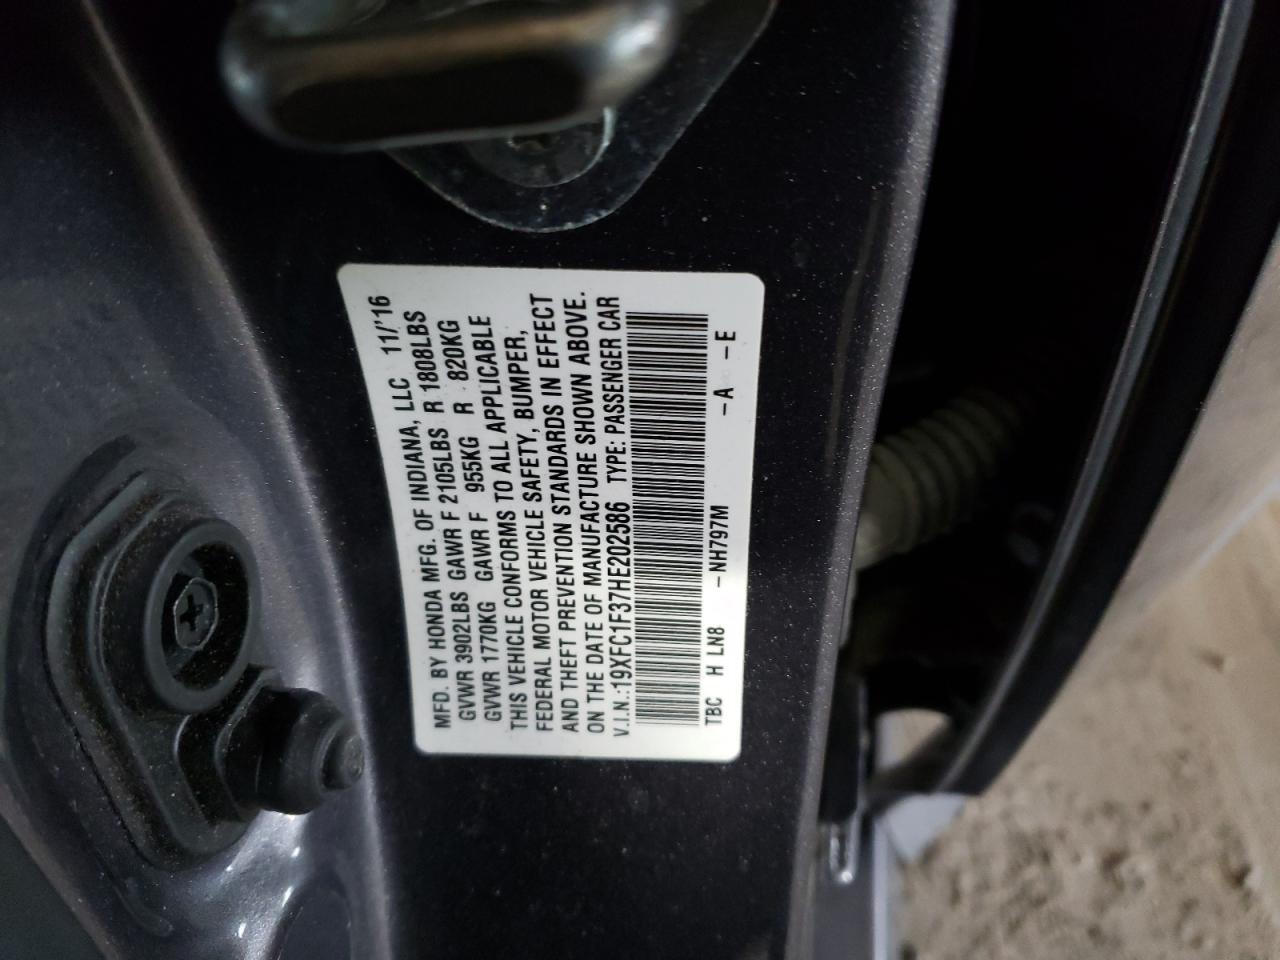 MFD. BY HONDA MFG. OF INDIANA, LLC 11/'16
GVWR 3902LBS GAWR F 2105LBS R 1808LBS
GVWR 1770KG GAWR F 955KG R 820KG
THIS VEHICLE CONFORMS TO ALL APPLICABLE
FEDERAL MOTOR VEHICLE SAFETY, BUMPER,
AND THEFT PREVENTION STANDARDS IN EFFECT
ON THE DATE OF MANUFACTURE SHOWN ABOVE.
V.I.N.:19XFC1F37HE202586 TYPE: PASSENGER CAR
TBC H LN8 -NH797M -A -E